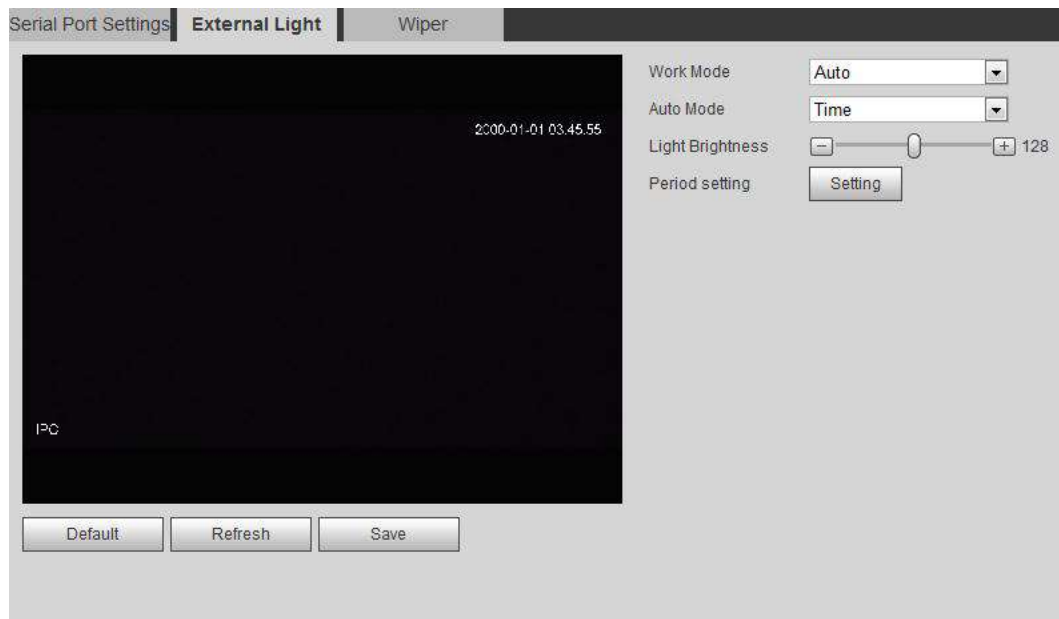 Serial Port Settings External Light Wiper
Work Mode Auto
Auto Mode Time
2000-01-01 03.45.55
Light Brightness 128
Period setting Setting
IPC
Default Refresh Save